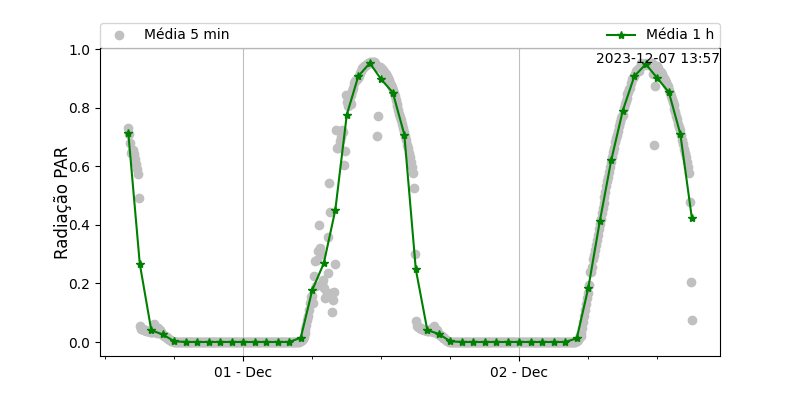 Média 5 min
Média 1 h
2023-12-07 13:57
Radiação PAR
1.0
0.8
0.6
0.4
0.2
0.0
01 - Dec
02 - Dec